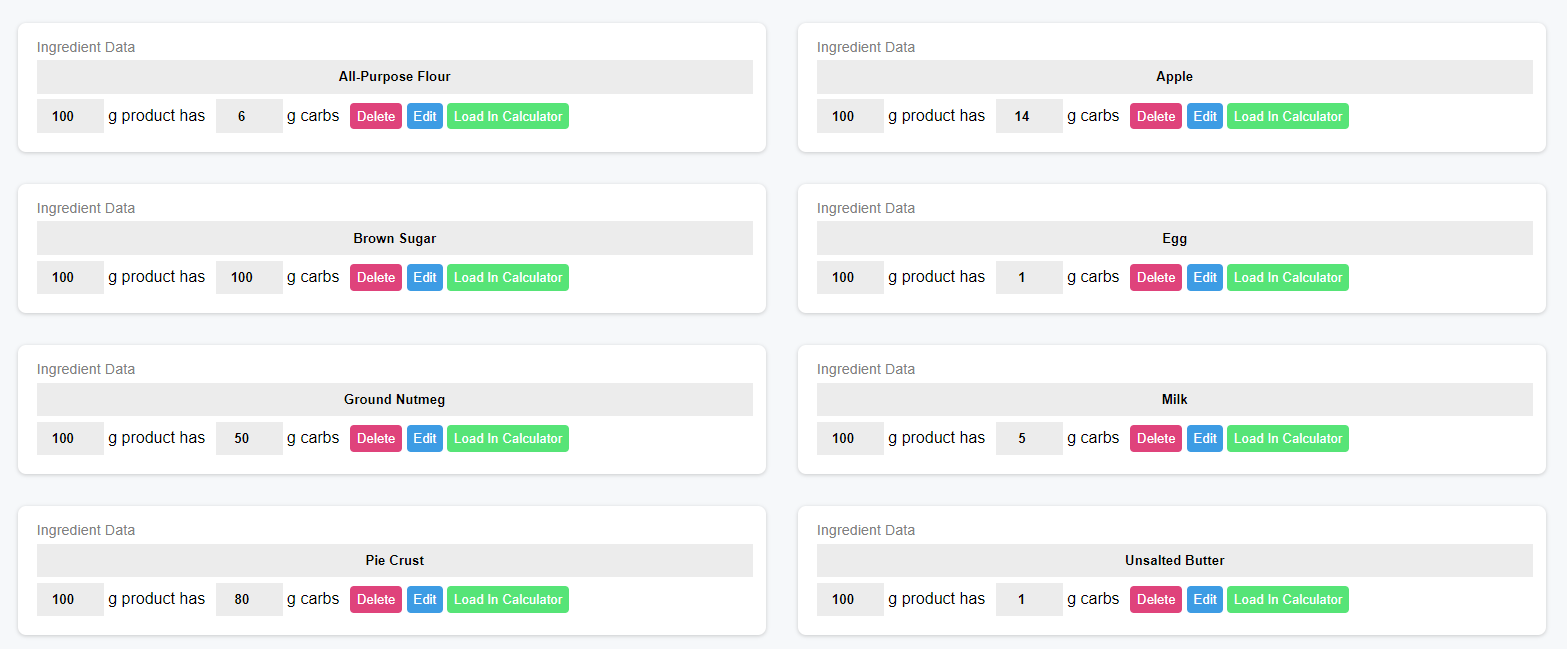 Ingredient Data
All-Purpose Flour
100 g product has 6 g carbs Delete Edit Load In Calculator
Ingredient Data
Apple
100 g product has 14 g carbs Delete Edit Load In Calculator
Ingredient Data
Brown Sugar
100 g product has 100 g carbs Delete Edit Load In Calculator
Ingredient Data
Egg
100 g product has 1 g carbs Delete Edit Load In Calculator
Ingredient Data
Ground Nutmeg
100 g product has 50 g carbs Delete Edit Load In Calculator
Ingredient Data
Milk
100 g product has 5 g carbs Delete Edit Load In Calculator
Ingredient Data
Pie Crust
100 g product has 80 g carbs Delete Edit Load In Calculator
Ingredient Data
Unsalted Butter
100 g product has 1 g carbs Delete Edit Load In Calculator